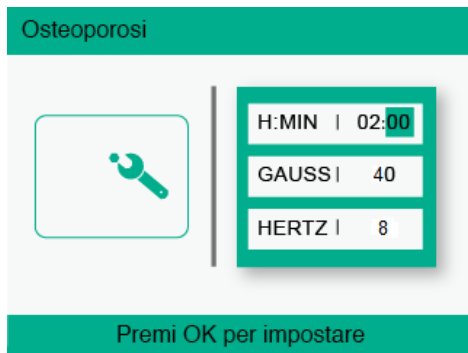 Osteoporosi
H:MIN | 02:00
GAUSS | 40
HERTZ | 8
Premi OK per impostare